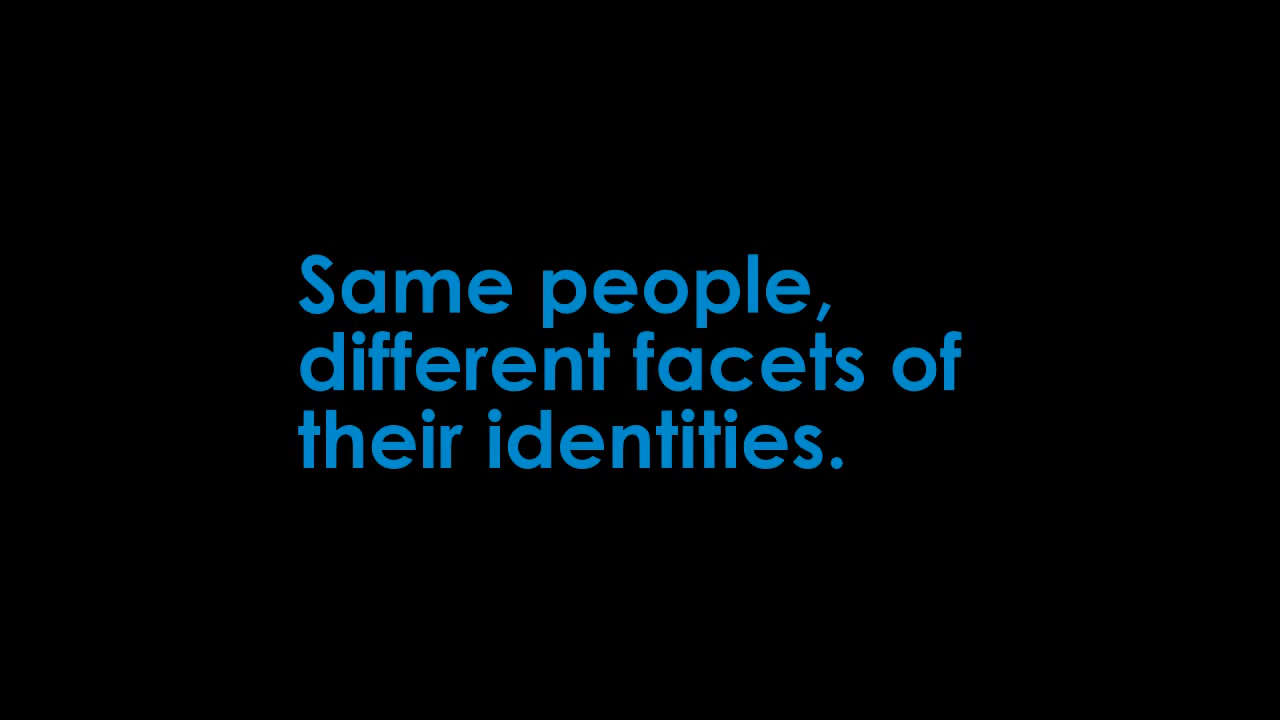 Same people,
different facets of
their identities.